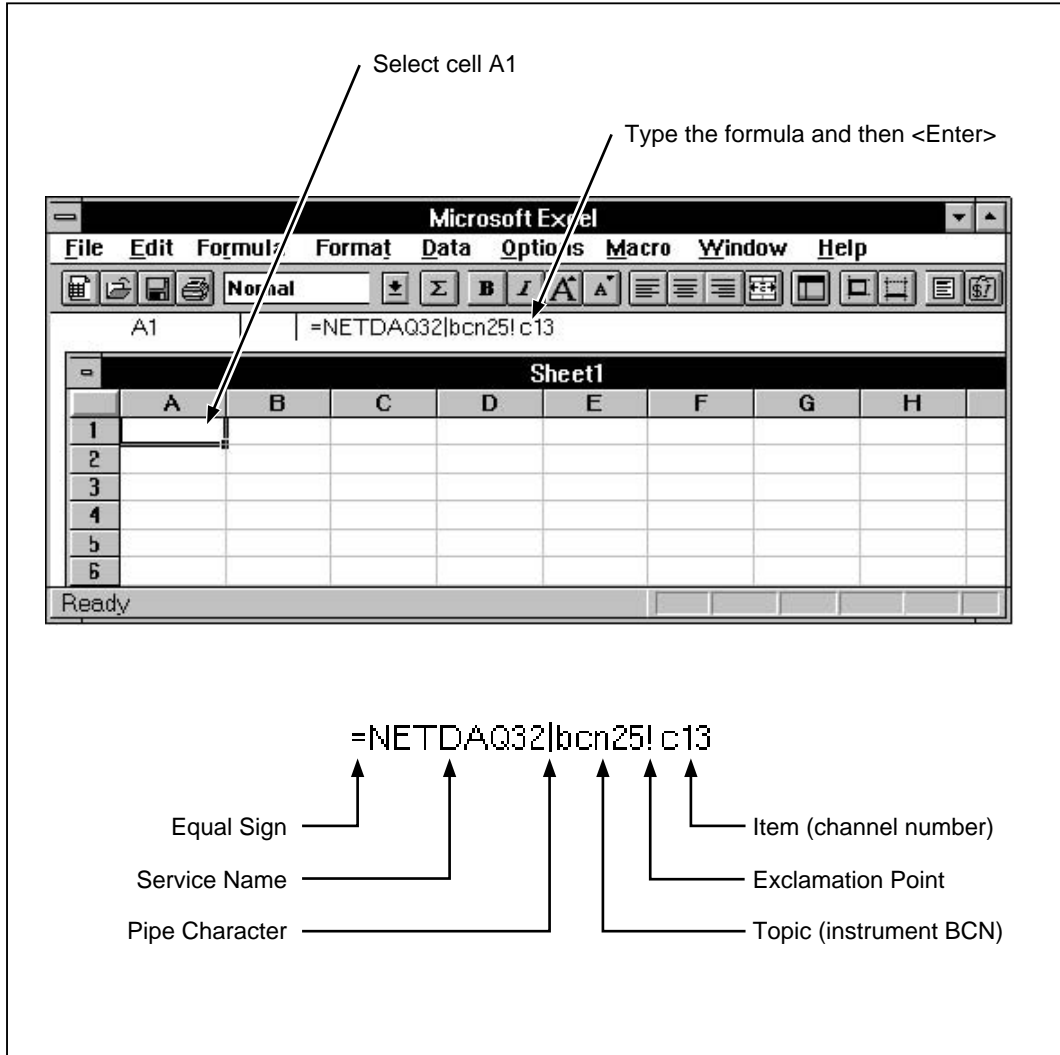 Select cell A1
Type the formula and then <Enter>
Microsoft Excel
File Edit Formula Format Data Options Macro Window Help
Normal Σ B I A A $7
A1 =NETDAQ32|bcn25!c13
Sheet1
A B C D E F G H
1
2
3
4
5
6
Ready
=NETDAQ32|bcn25!c13
Equal Sign Item (channel number)
Service Name Exclamation Point
Pipe Character Topic (instrument BCN)